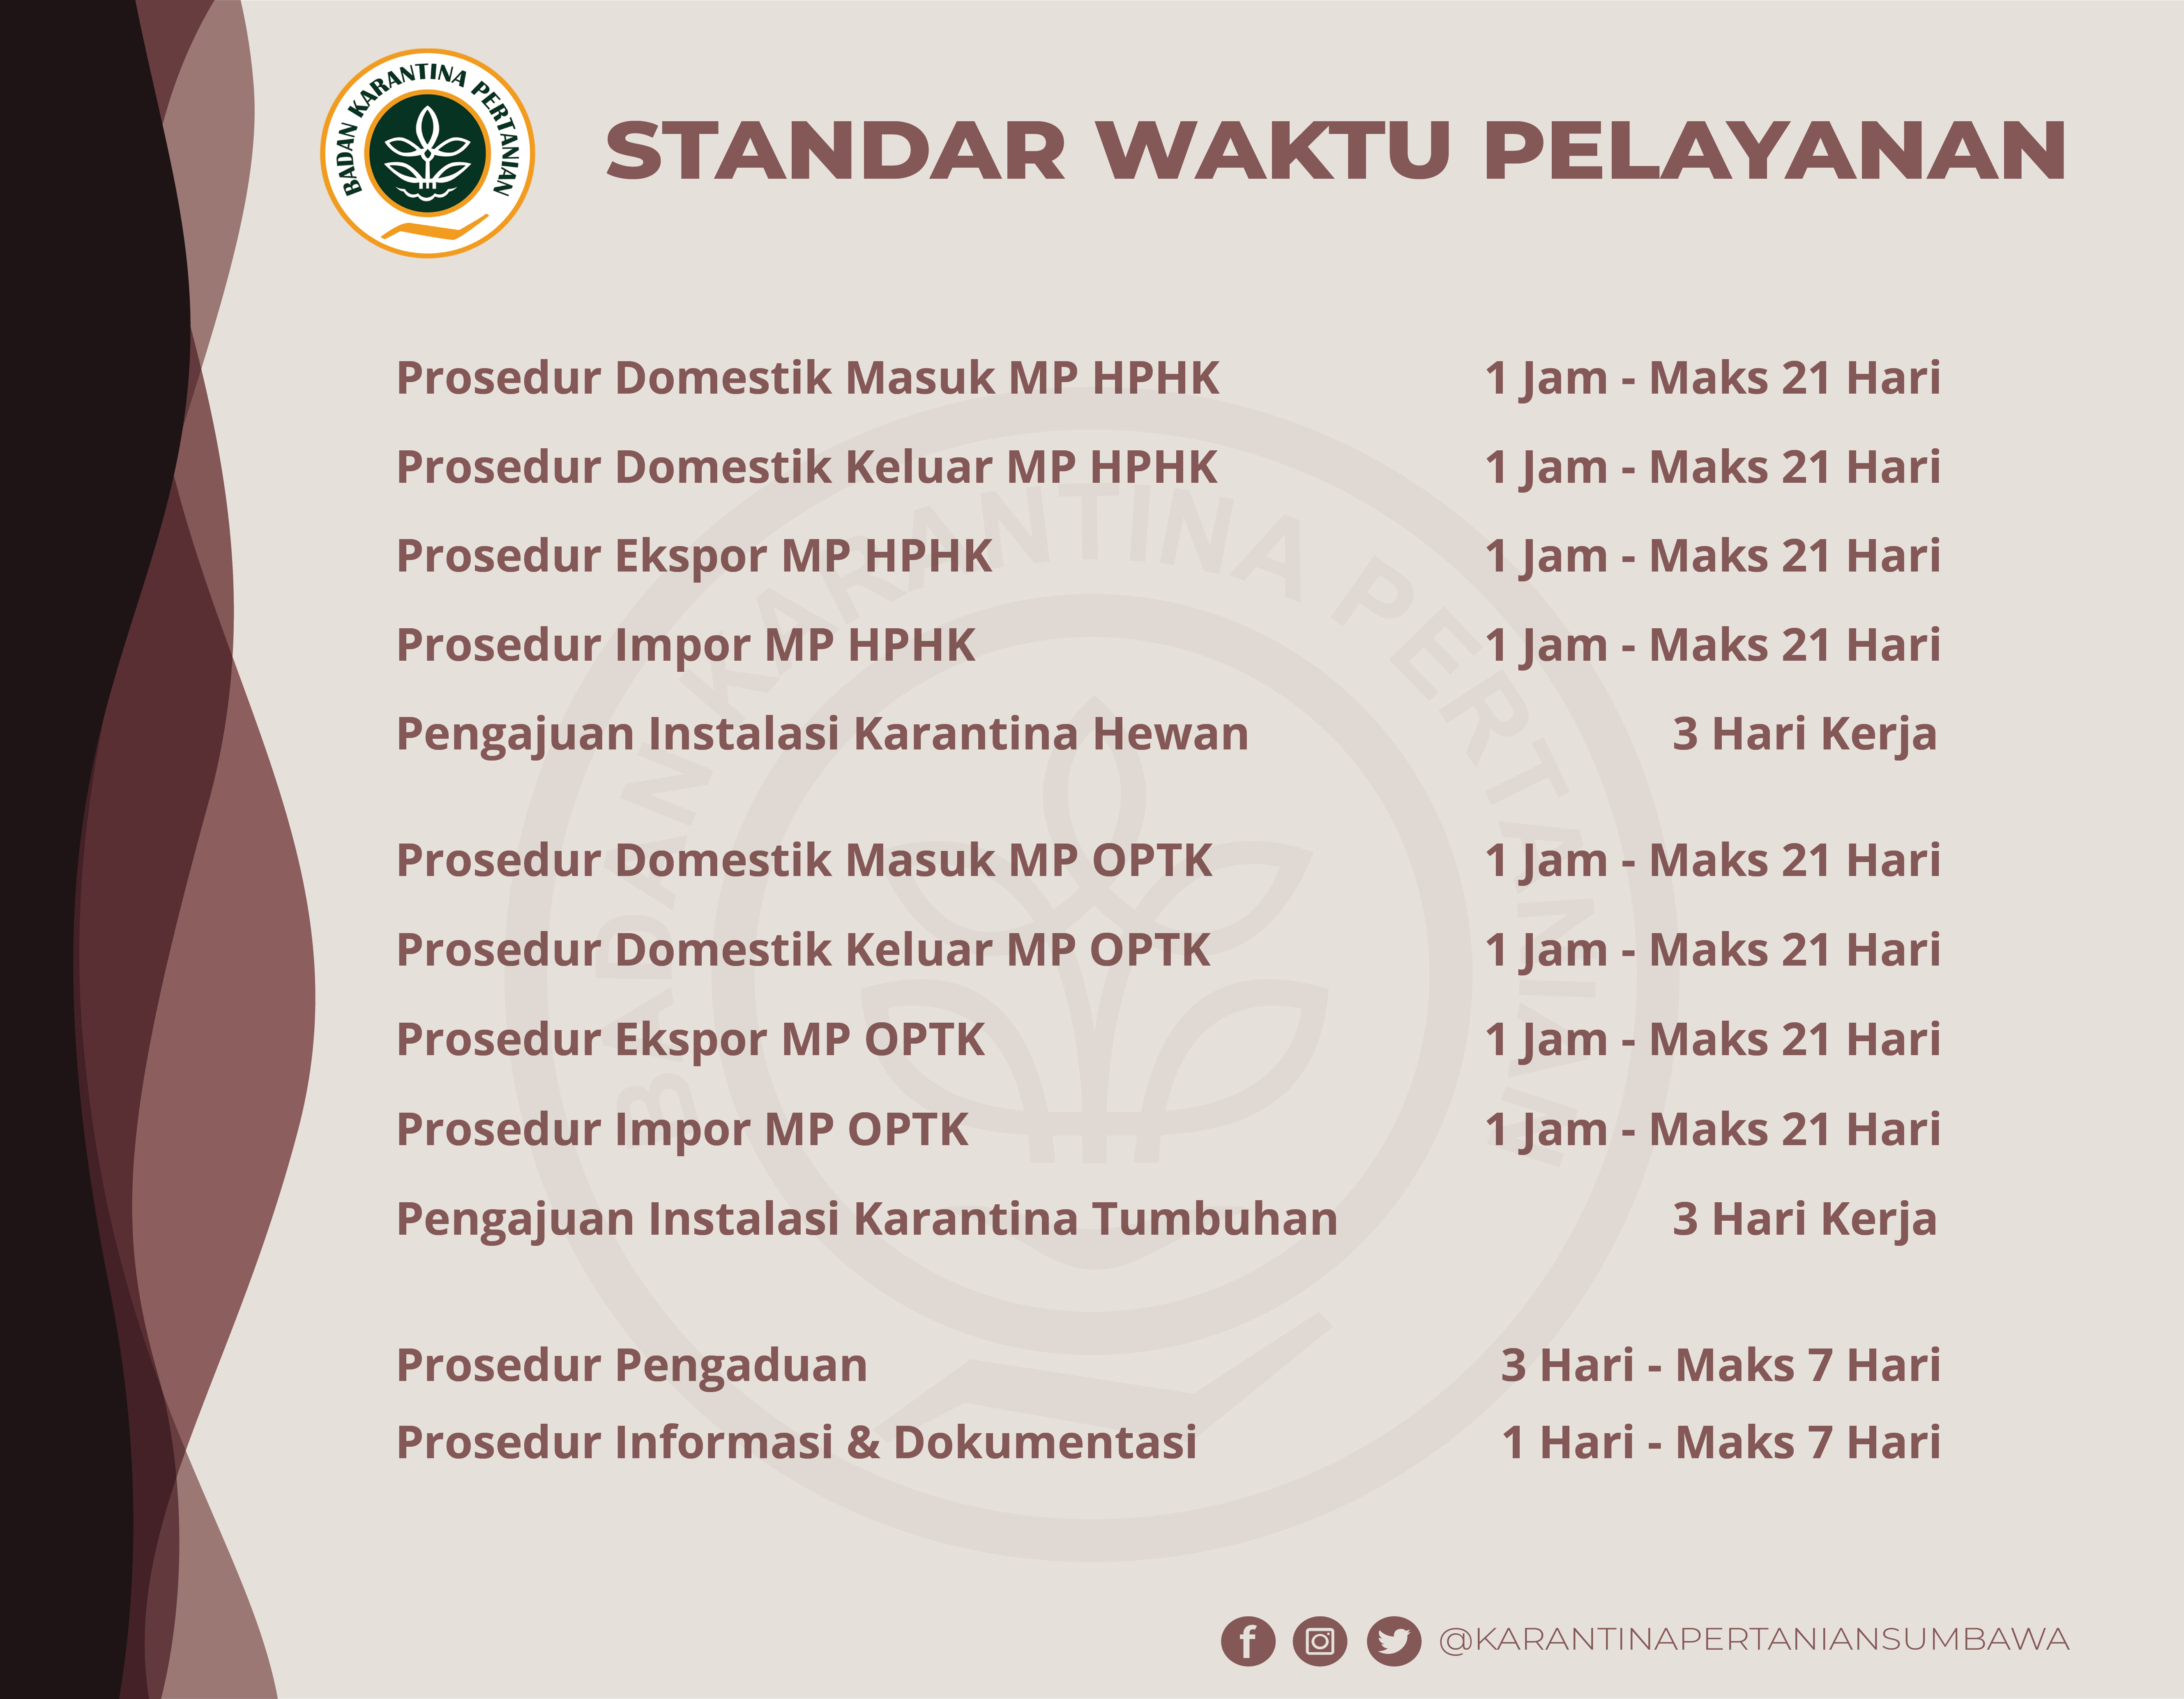 BADAN KARANTINA PERTANIAN
STANDAR WAKTU PELAYANAN
Prosedur Domestik Masuk MP HPHK 1 Jam - Maks 21 Hari
Prosedur Domestik Keluar MP HPHK 1 Jam - Maks 21 Hari
Prosedur Ekspor MP HPHK 1 Jam - Maks 21 Hari
Prosedur Impor MP HPHK 1 Jam - Maks 21 Hari
Pengajuan Instalasi Karantina Hewan 3 Hari Kerja
Prosedur Domestik Masuk MP OPTK 1 Jam - Maks 21 Hari
Prosedur Domestik Keluar MP OPTK 1 Jam - Maks 21 Hari
Prosedur Ekspor MP OPTK 1 Jam - Maks 21 Hari
Prosedur Impor MP OPTK 1 Jam - Maks 21 Hari
Pengajuan Instalasi Karantina Tumbuhan 3 Hari Kerja
Prosedur Pengaduan 3 Hari - Maks 7 Hari
Prosedur Informasi & Dokumentasi 1 Hari - Maks 7 Hari
BADAN KARANTINA PERTANIAN
@KARANTINAPERTANIANSUMBAWA